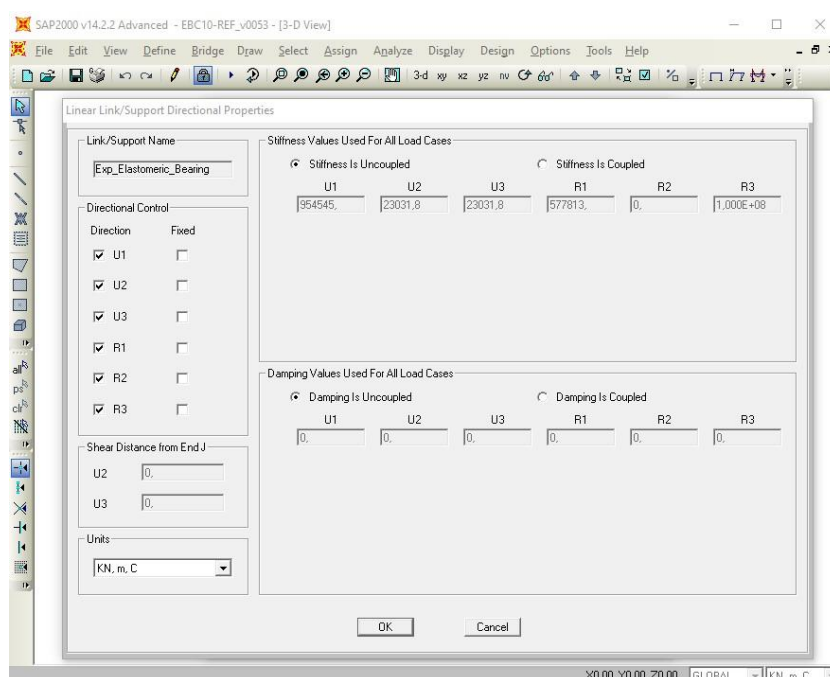 SAP2000 v14.2.2 Advanced - EBC10-REF_v0053 - [3-D View]
File Edit View Define Bridge Draw Select Assign Analyze Display Design Options Tools Help
3-d xy xz yz nv
Linear Link/Support Directional Properties
Link/Support Name
Exp_Elastomeric_Bearing
Directional Control
Direction Fixed
U1
U2
U3
R1
R2
R3
Shear Distance from End J
U2 0,
U3 0,
Units
KN, m, C
Stiffness Values Used For All Load Cases
Stiffness Is Uncoupled Stiffness Is Coupled
U1 U2 U3 R1 R2 R3
954545, 23031,8 23031,8 577813, 0, 1,000E+08
Damping Values Used For All Load Cases
Damping Is Uncoupled Damping Is Coupled
U1 U2 U3 R1 R2 R3
0, 0, 0, 0, 0, 0,
OK Cancel
all
ps
clr
X0,00 Y0,00 Z0,00 GLOBAL KN, m, C